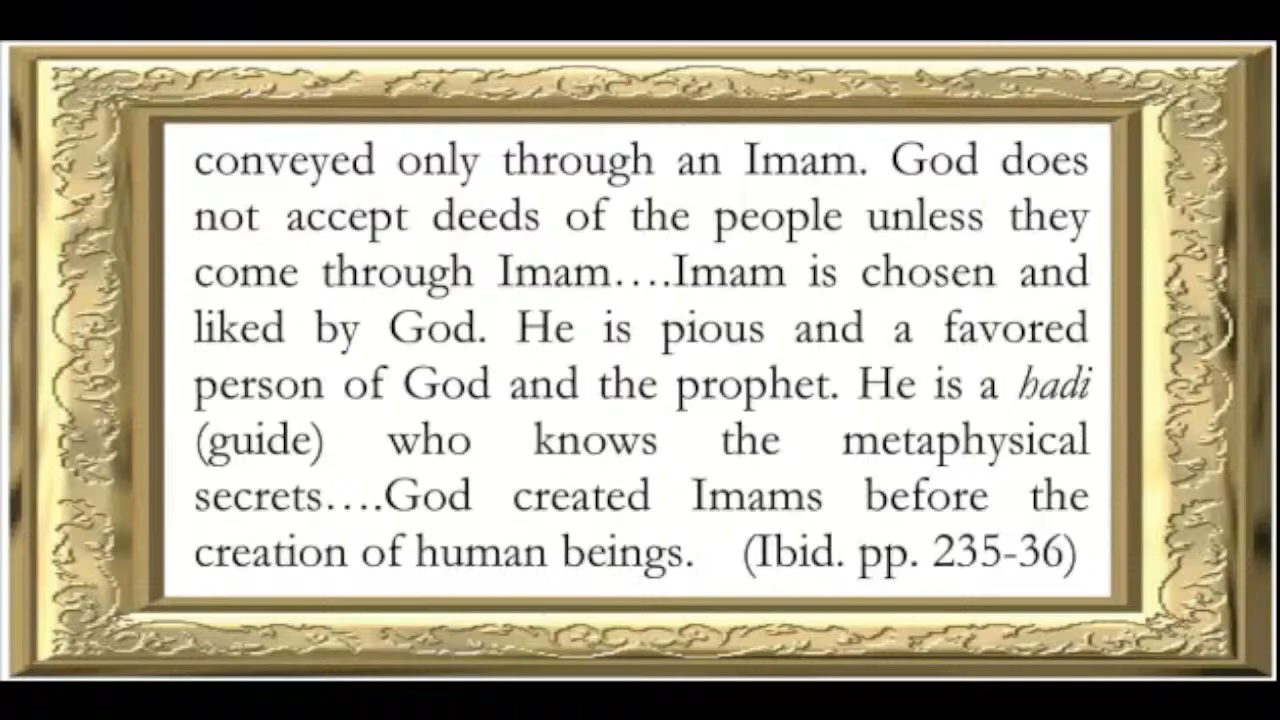 conveyed only through an Imam. God does
not accept deeds of the people unless they
come through Imam….Imam is chosen and
liked by God. He is pious and a favored
person of God and the prophet. He is a hadi
(guide) who knows the metaphysical
secrets….God created Imams before the
creation of human beings. (Ibid. pp. 235-36)